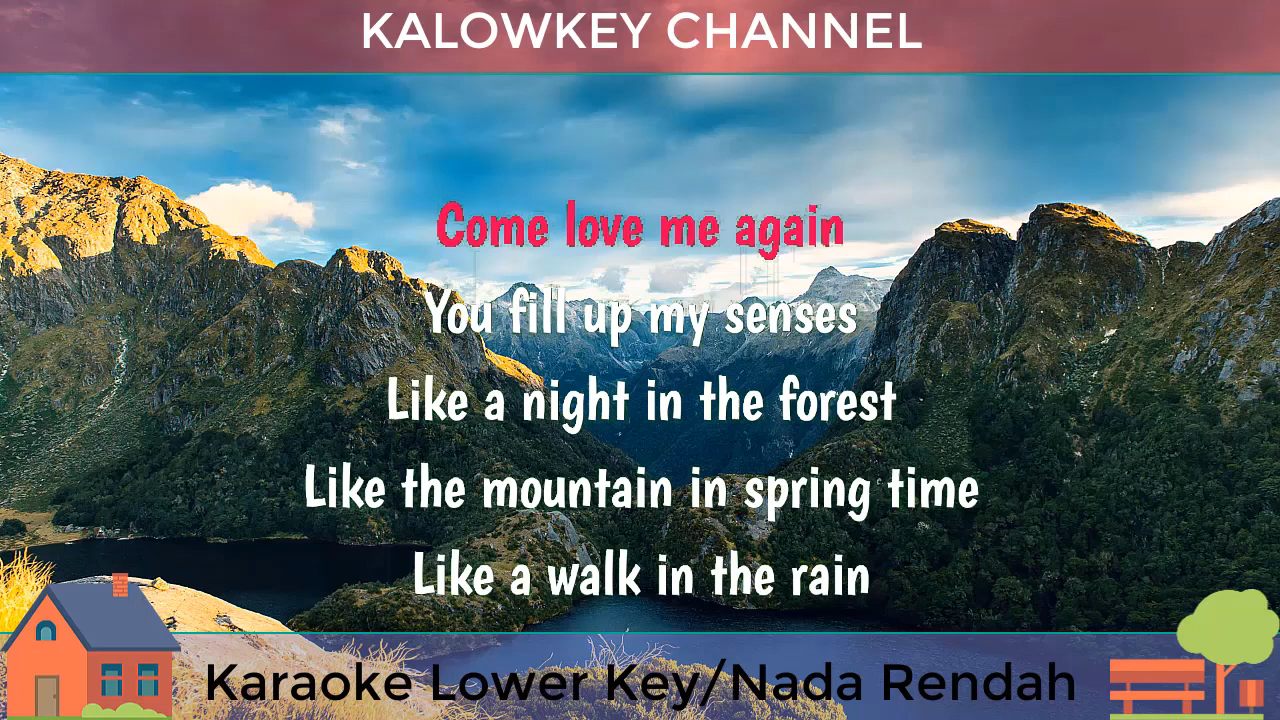 KALOWKEY CHANNEL
Come love me again
You fill up my senses
Like a night in the forest
Like the mountain in spring time
Like a walk in the rain
Karaoke Lower Key/Nada Rendah